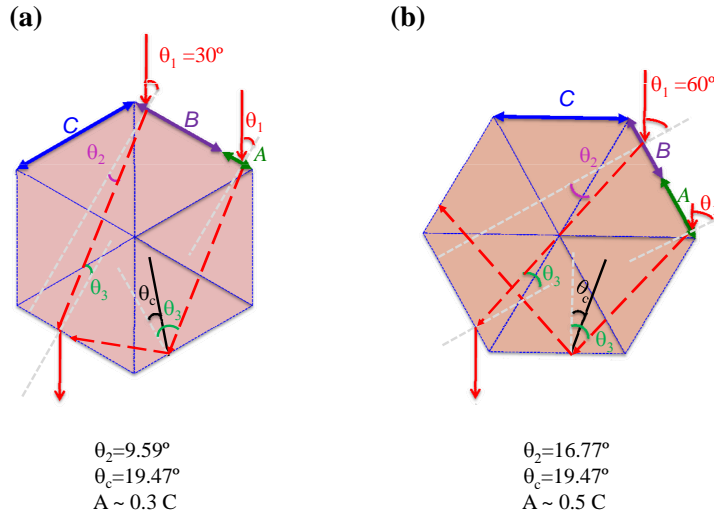 (a)
(b)
θ1 =30º
C
B
θ1
A
θ2
θ3
θc
θ3
θ2=9.59º
θc=19.47º
A ~ 0.3 C
C
θ1 =60º
B
θ2
A
θ
θ3
θc
θ3
θ2=16.77º
θc=19.47º
A ~ 0.5 C